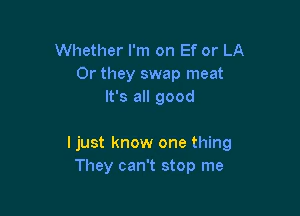 Whether I'm on Ef or LA
Or they swap meat
It's all good
I just know one thing
They can't stop me